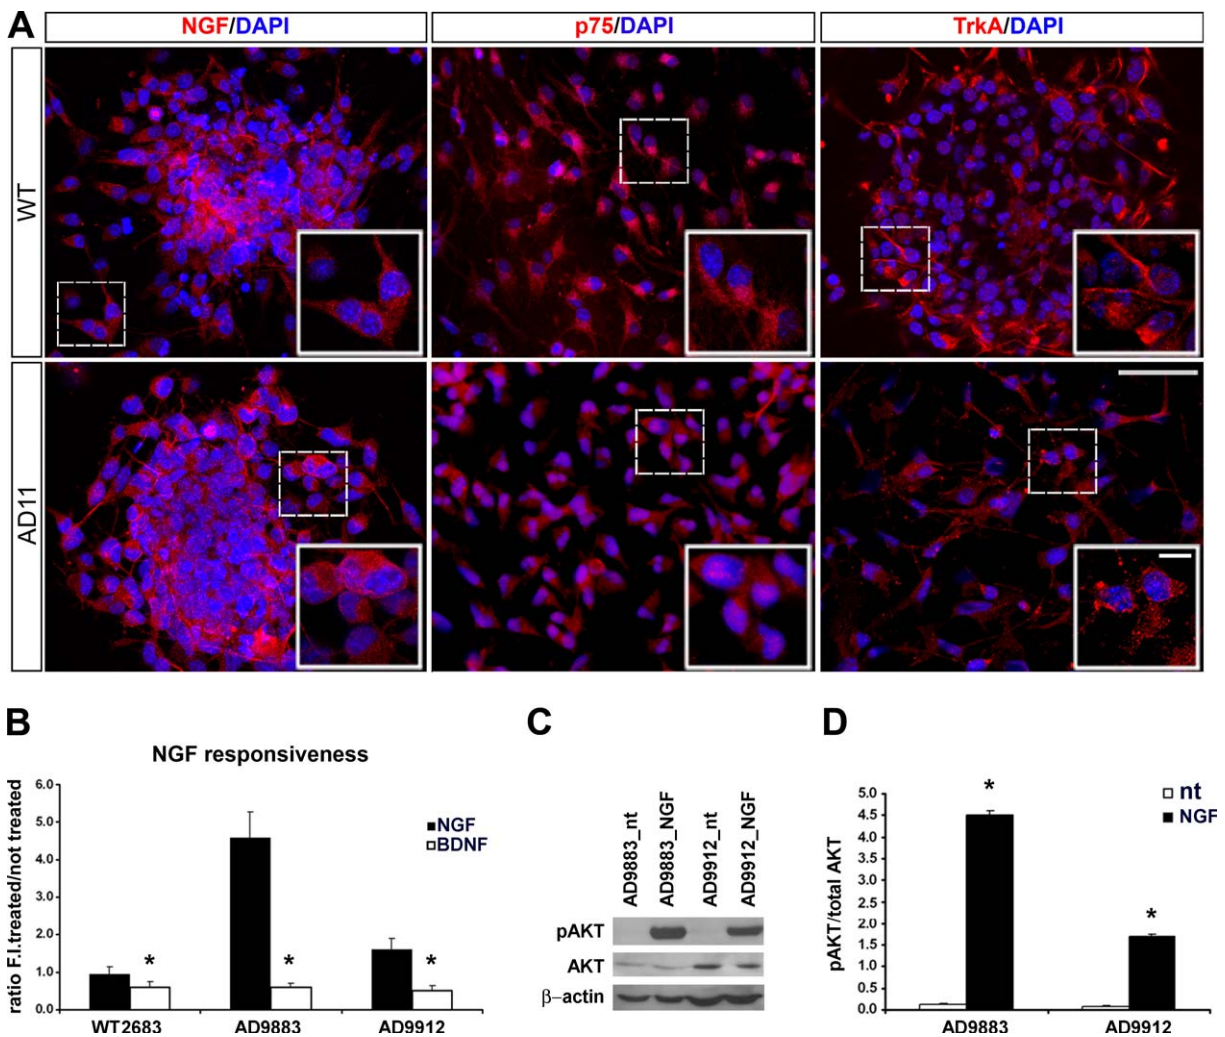 A
NGF/DAPI
p75/DAPI
TrkA/DAPI
WT
AD11
B
NGF responsiveness
ratio F.I.treated/not treated
6.0
5.0
4.0
3.0
2.0
1.0
0.0
NGF
BDNF
*
*
*
WT2683
AD9883
AD9912
C
AD9883_nt
AD9883_NGF
AD9912_nt
AD9912_NGF
pAKT
AKT
β-actin
D
pAKT/total AKT
5.0
4.5
4.0
3.5
5.0
2.5
2.0
1.5
1.0
0.5
0.0
nt
NGF
*
*
AD9883
AD9912